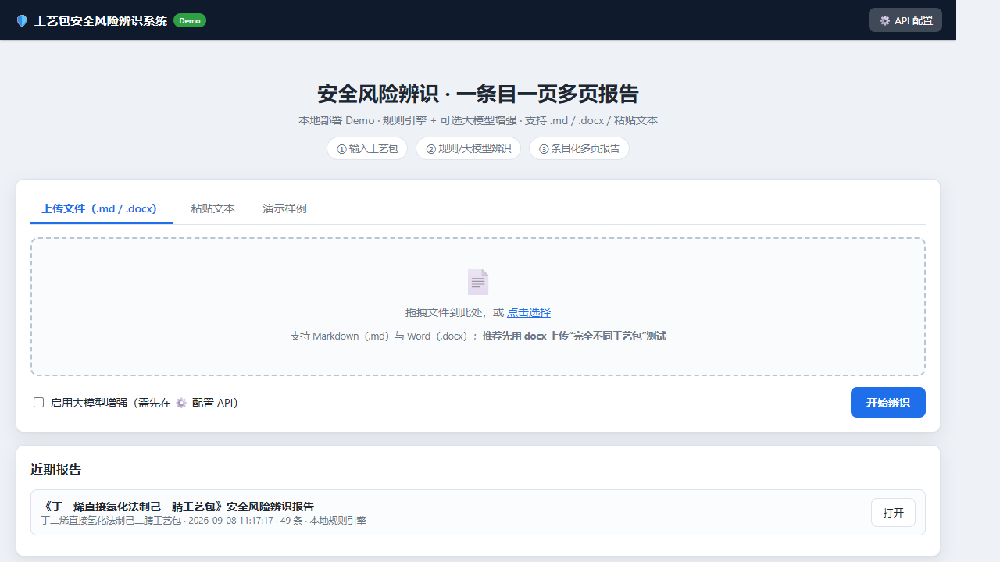 工艺包安全风险辨识系统 Demo
API 配置
安全风险辨识 · 一条目一页多页报告
本地部署 Demo · 规则引擎 + 可选大模型增强 · 支持 .md / .docx / 粘贴文本
① 输入工艺包 ② 规则/大模型辨识 ③ 条目化多页报告
上传文件（.md / .docx） 粘贴文本 演示样例
拖拽文件到此处，或 点击选择
支持 Markdown（.md）与 Word（.docx）；推荐先用 docx 上传“完全不同工艺包”测试
启用大模型增强（需先在 ⚙️ 配置 API）
开始辨识
近期报告
《丁二烯直接氢化法制己二腈工艺包》安全风险辨识报告
丁二烯直接氢化法制己二腈工艺包 · 2026-09-08 11:17:17 · 49 条 · 本地规则引擎
打开